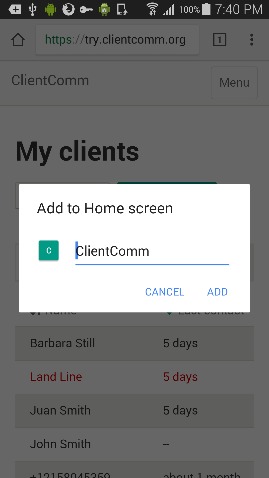 100% 7:40 PM
https://try.clientcomm.org 1
ClientComm Menu
My clients
Add to Home screen
C ClientComm
CANCEL ADD
Name Last contact
Barbara Still 5 days
Land Line 5 days
Juan Smith 5 days
John Smith –
+12158045359 about 1 month